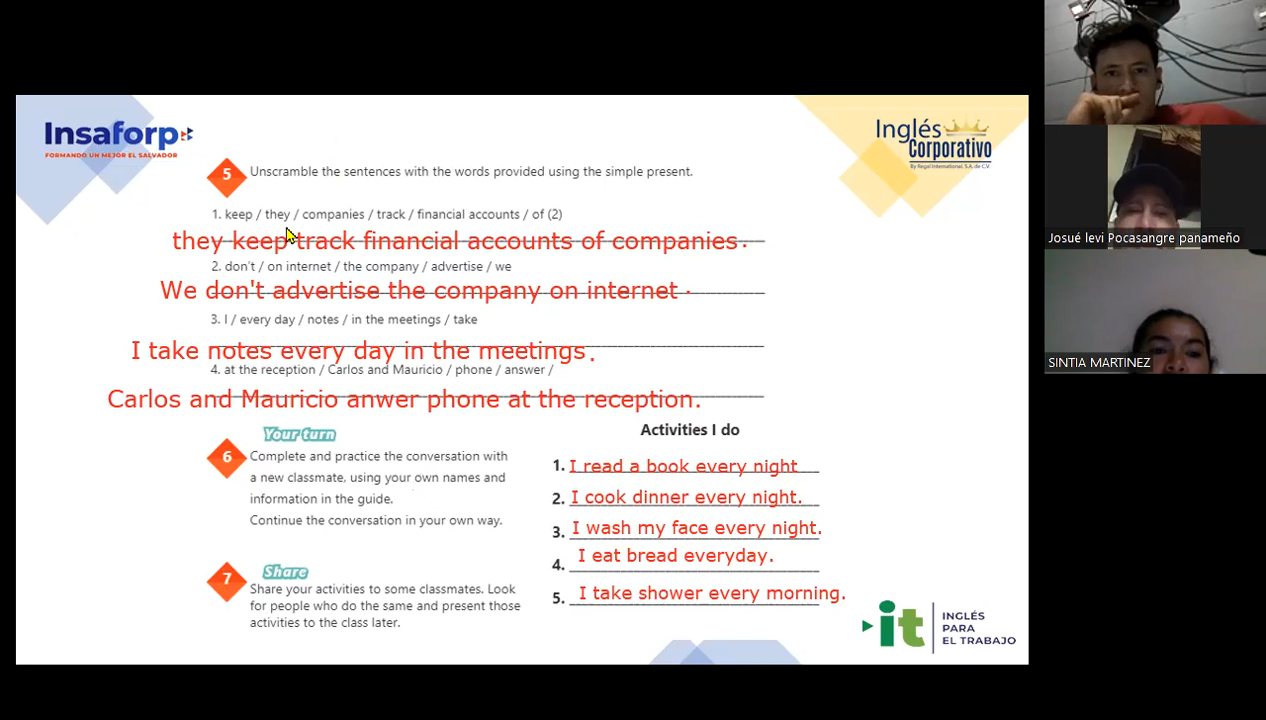 Insaforp
FORMANDO UN MEJOR EL SALVADOR
Inglés
Corporativo
By Regal International, S.A. de C.V.
5 Unscramble the sentences with the words provided using the simple present.
1. keep / they / companies / track / financial accounts / of (2)
they keep track financial accounts of companies.
2. don't / on internet / the company / advertise / we
We don't advertise the company on internet .
3. I / every day / notes / in the meetings / take
I take notes every day in the meetings.
4. at the reception / Carlos and Mauricio / phone / answer /
Carlos and Mauricio anwer phone at the reception.
6 Your turn
Complete and practice the conversation with
a new classmate, using your own names and
information in the guide.
Continue the conversation in your own way.
7 Share
Share your activities to some classmates. Look
for people who do the same and present those
activities to the class later.
Activities I do
1. I read a book every night
2. I cook dinner every night.
3. I wash my face every night.
4. I eat bread everyday.
5. I take shower every morning.
it
INGLÉS
PARA
EL TRABAJO
Josué levi Pocasangre panameño
SINTIA MARTINEZ